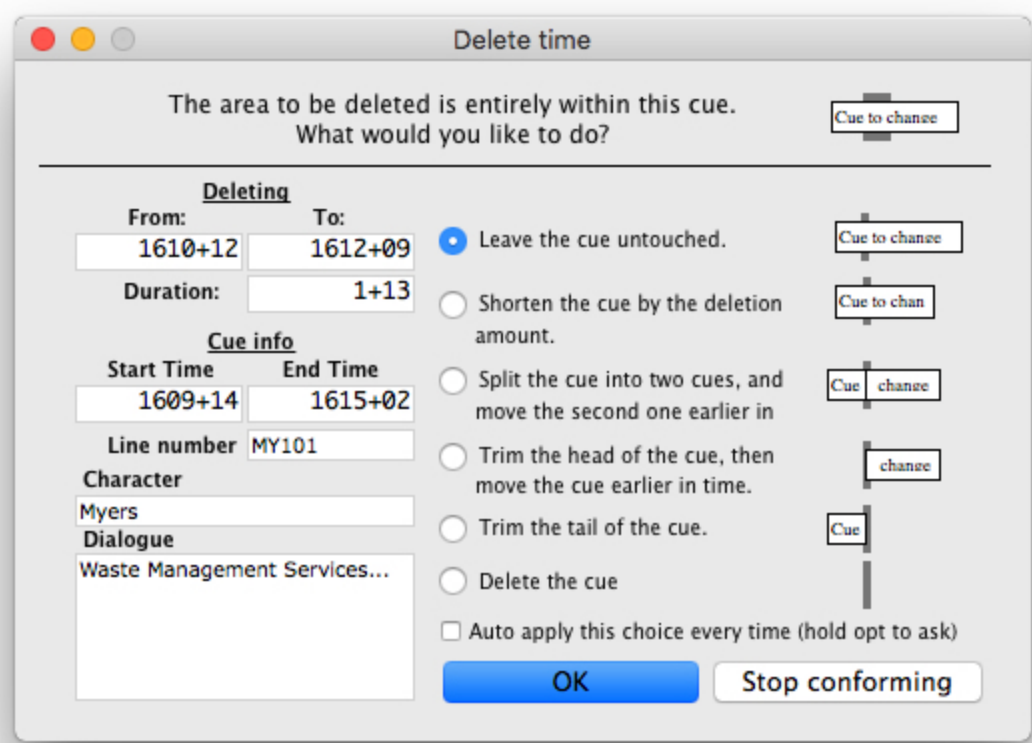 Delete time
The area to be deleted is entirely within this cue.
What would you like to do?
Cue to change
Deleting
From: To:
1610+12 1612+09
Duration: 1+13
Cue info
Start Time End Time
1609+14 1615+02
Line number MY101
Character
Myers
Dialogue
Waste Management Services...
Leave the cue untouched.
Cue to change
Shorten the cue by the deletion
amount.
Cue to chan
Split the cue into two cues, and
move the second one earlier in
Cue change
Trim the head of the cue, then
move the cue earlier in time.
change
Trim the tail of the cue.
Cue
Delete the cue
Auto apply this choice every time (hold opt to ask)
OK Stop conforming